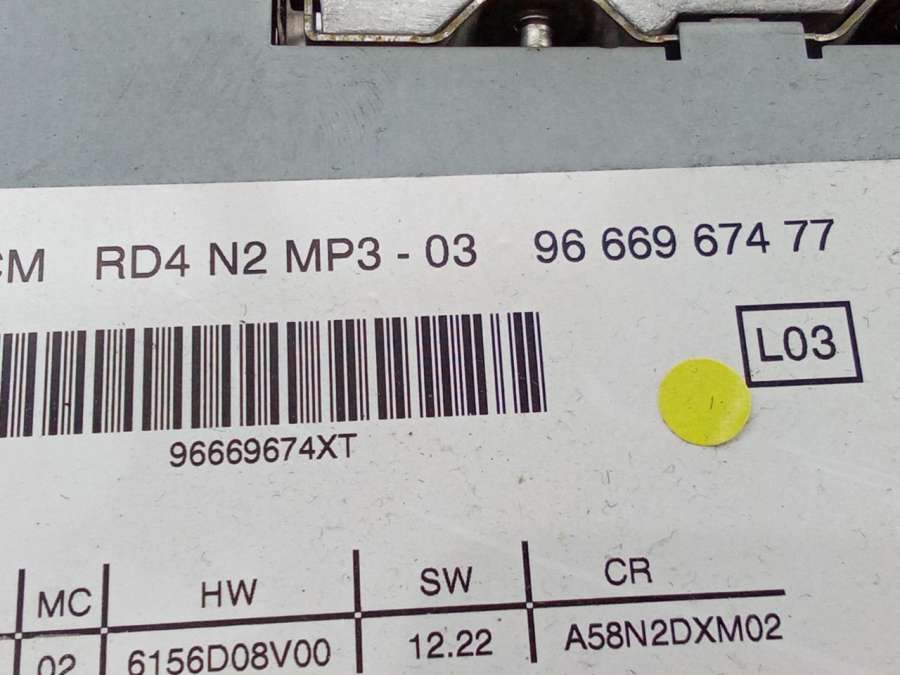 CM RD4 N2 MP3 - 03 96 669 674 77
L03
96669674XT
MC HW SW CR
02 6156D08V00 12.22 A58N2DXM02